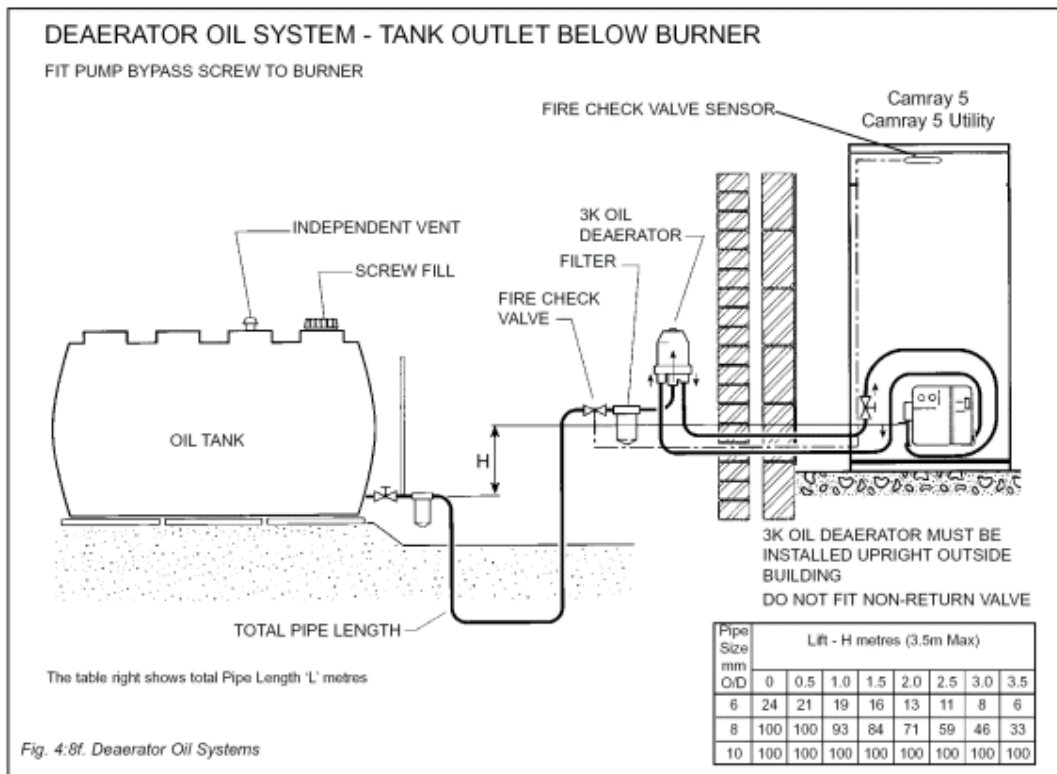 DEAERATOR OIL SYSTEM - TANK OUTLET BELOW BURNER
FIT PUMP BYPASS SCREW TO BURNER
FIRE CHECK VALVE SENSOR
Camray 5
Camray 5 Utility
INDEPENDENT VENT
SCREW FILL
3K OIL
DEAERATOR
FILTER
FIRE CHECK
VALVE
OIL TANK
H
3K OIL DEAERATOR MUST BE
INSTALLED UPRIGHT OUTSIDE
BUILDING
DO NOT FIT NON-RETURN VALVE
TOTAL PIPE LENGTH
The table right shows total Pipe Length 'L' metres
Pipe
Size
mm
O/D
Lift - H metres (3.5m Max)
0 0.5 1.0 1.5 2.0 2.5 3.0 3.5
6 24 21 19 16 13 11 8 6
8 100 100 93 84 71 59 46 33
10 100 100 100 100 100 100 100 100
Fig. 4:8f. Deaerator Oil Systems